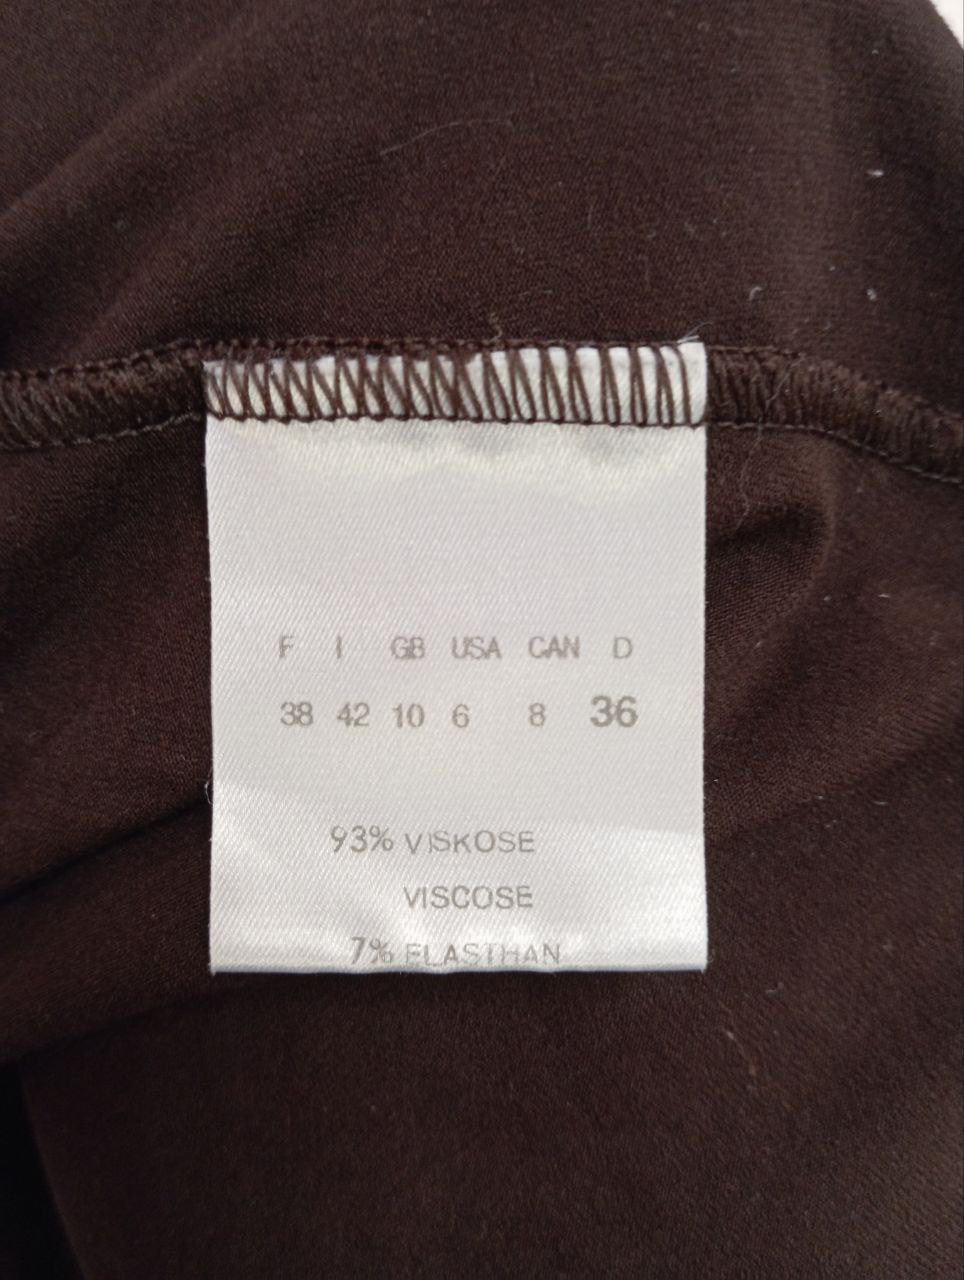 F I GB USA CAN D
38 42 10 6 8 36
93% VISKOSE
VISCOSE
7% ELASTHAN